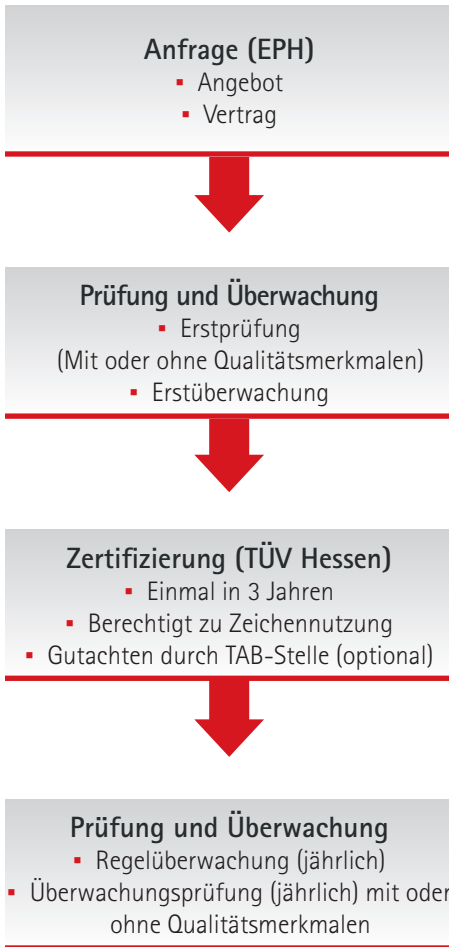 Anfrage (EPH)
▪ Angebot
▪ Vertrag
Prüfung und Überwachung
▪ Erstprüfung
(Mit oder ohne Qualitätsmerkmalen)
▪ Erstüberwachung
Zertifizierung (TÜV Hessen)
▪ Einmal in 3 Jahren
▪ Berechtigt zu Zeichennutzung
▪ Gutachten durch TAB-Stelle (optional)
Prüfung und Überwachung
▪ Regelüberwachung (jährlich)
▪ Überwachungsprüfung (jährlich) mit oder
ohne Qualitätsmerkmalen